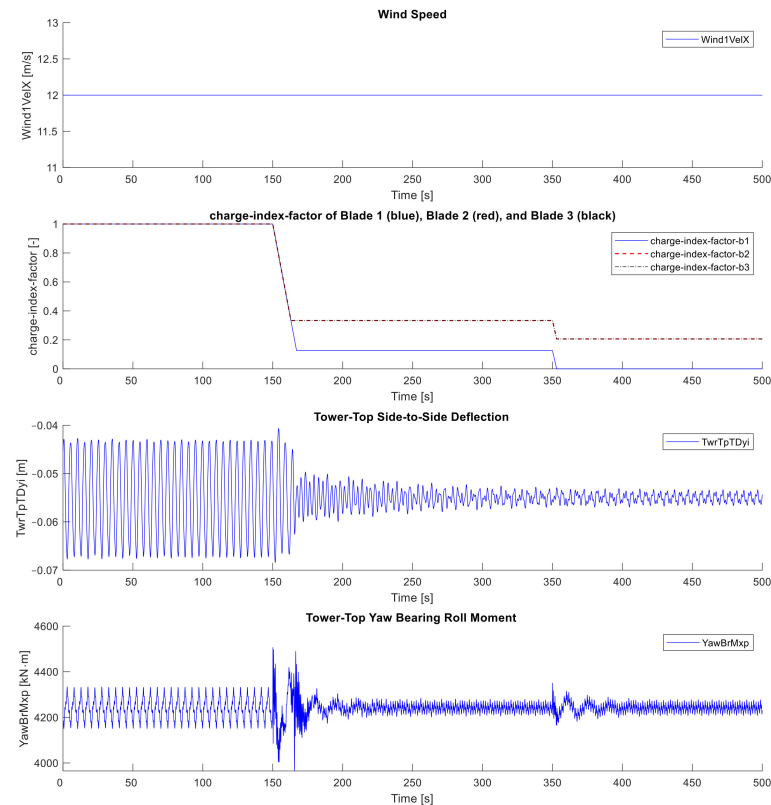 Wind Speed
13
12.5
12
11.5
11
Wind1VelX [m/s]
Wind1VelX
0 50 100 150 200 250 300 350 400 450 500
Time [s]
charge-index-factor of Blade 1 (blue), Blade 2 (red), and Blade 3 (black)
1
0.8
0.6
0.4
0.2
0
charge-index-factor [-]
charge-index-factor-b1
charge-index-factor-b2
charge-index-factor-b3
0 50 100 150 200 250 300 350 400 450 500
Time [s]
Tower-Top Side-to-Side Deflection
−0.04
−0.05
−0.06
−0.07
TwrTpTDyi [m]
TwrTpTDyi
0 50 100 150 200 250 300 350 400 450 500
Time [s]
Tower-Top Yaw Bearing Roll Moment
4600
4400
4200
4000
YawBrMxp [kN·m]
YawBrMxp
0 50 100 150 200 250 300 350 400 450 500
Time [s]